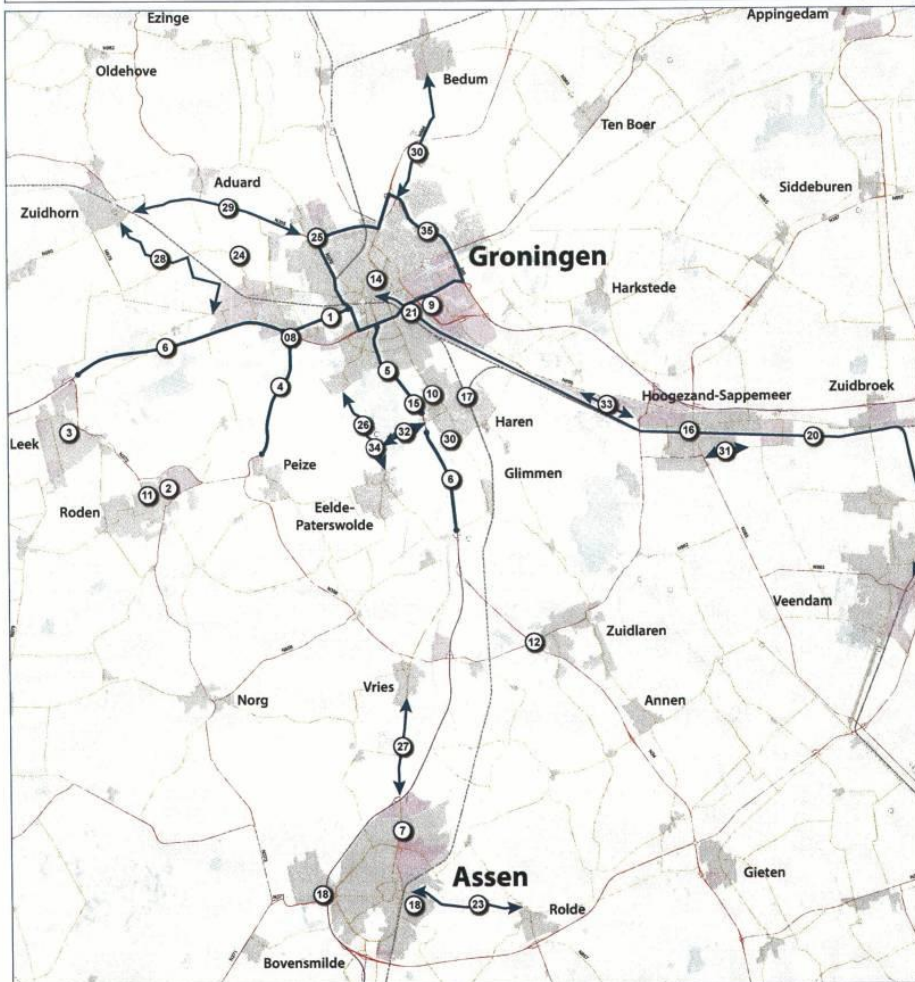 Ezinge
Appingedam
Oldehove
Bedum
Ten Boer
30
Aduard
Siddeburen
Zuidhorn
29
25
35
24
28
Groningen
14
Harkstede
1
21
9
08
6
5
4
10
17
33
Hoogezand-Sappemeer
Zuidbroek
15
26
32
Haren
16
20
3
Leek
34
30
31
Peize
Glimmen
6
11
2
Roden
Eelde-
Paterswolde
Veendam
12
Zuidlaren
Vries
Norg
Annen
27
7
Assen
Gieten
18
18
23
Rolde
Bovensmilde